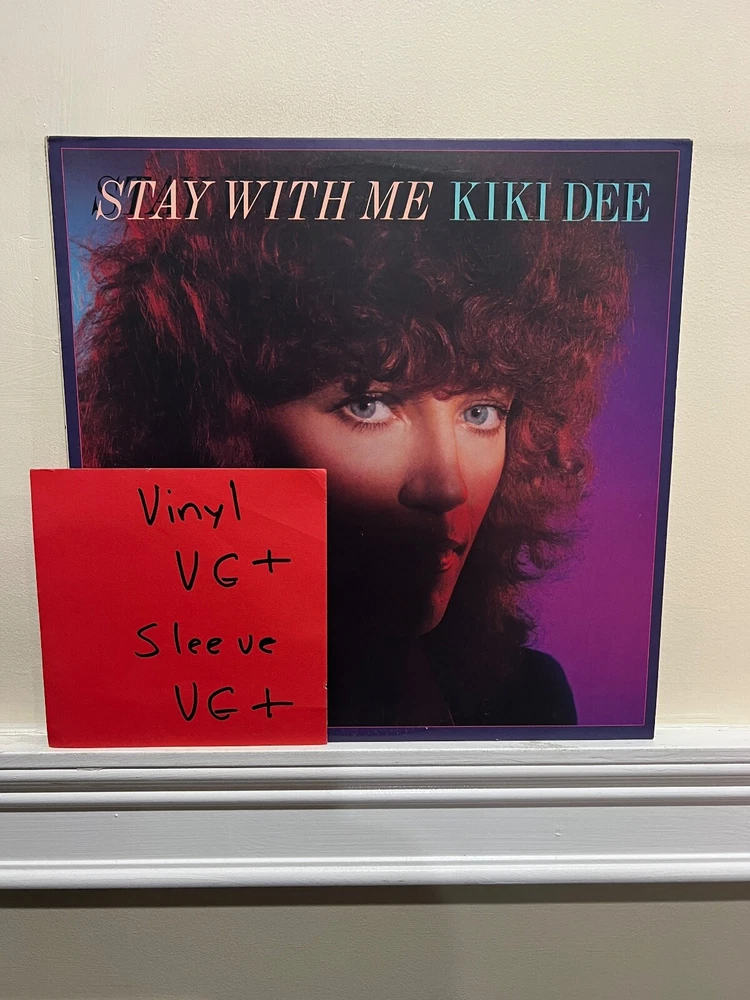 STAY WITH ME KIKI DEE
Vinyl
VG+
Sleeve
VG+